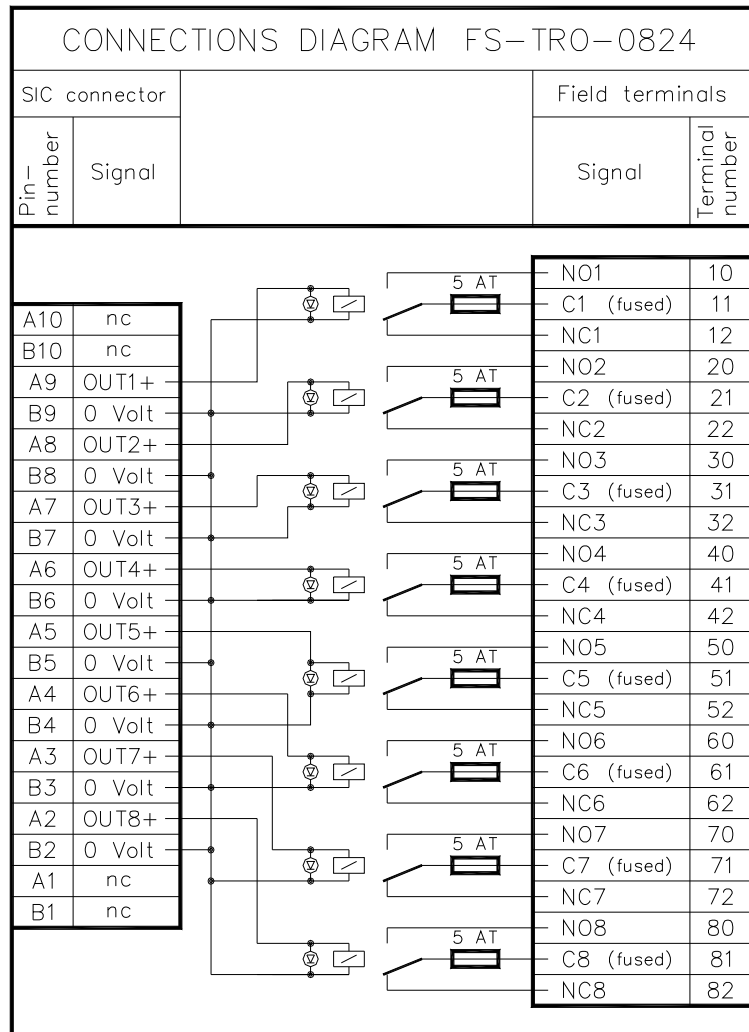 CONNECTIONS DIAGRAM FS-TRO-0824
SIC connector
Field terminals
Pin-number
Signal
Signal
Terminal number
5 AT
NO1 10
C1 (fused) 11
NC1 12
5 AT
NO2 20
C2 (fused) 21
NC2 22
5 AT
NO3 30
C3 (fused) 31
NC3 32
5 AT
NO4 40
C4 (fused) 41
NC4 42
5 AT
NO5 50
C5 (fused) 51
NC5 52
5 AT
NO6 60
C6 (fused) 61
NC6 62
5 AT
NO7 70
C7 (fused) 71
NC7 72
5 AT
NO8 80
C8 (fused) 81
NC8 82
A10 nc
B10 nc
A9 OUT1+
B9 0 Volt
A8 OUT2+
B8 0 Volt
A7 OUT3+
B7 0 Volt
A6 OUT4+
B6 0 Volt
A5 OUT5+
B5 0 Volt
A4 OUT6+
B4 0 Volt
A3 OUT7+
B3 0 Volt
A2 OUT8+
B2 0 Volt
A1 nc
B1 nc